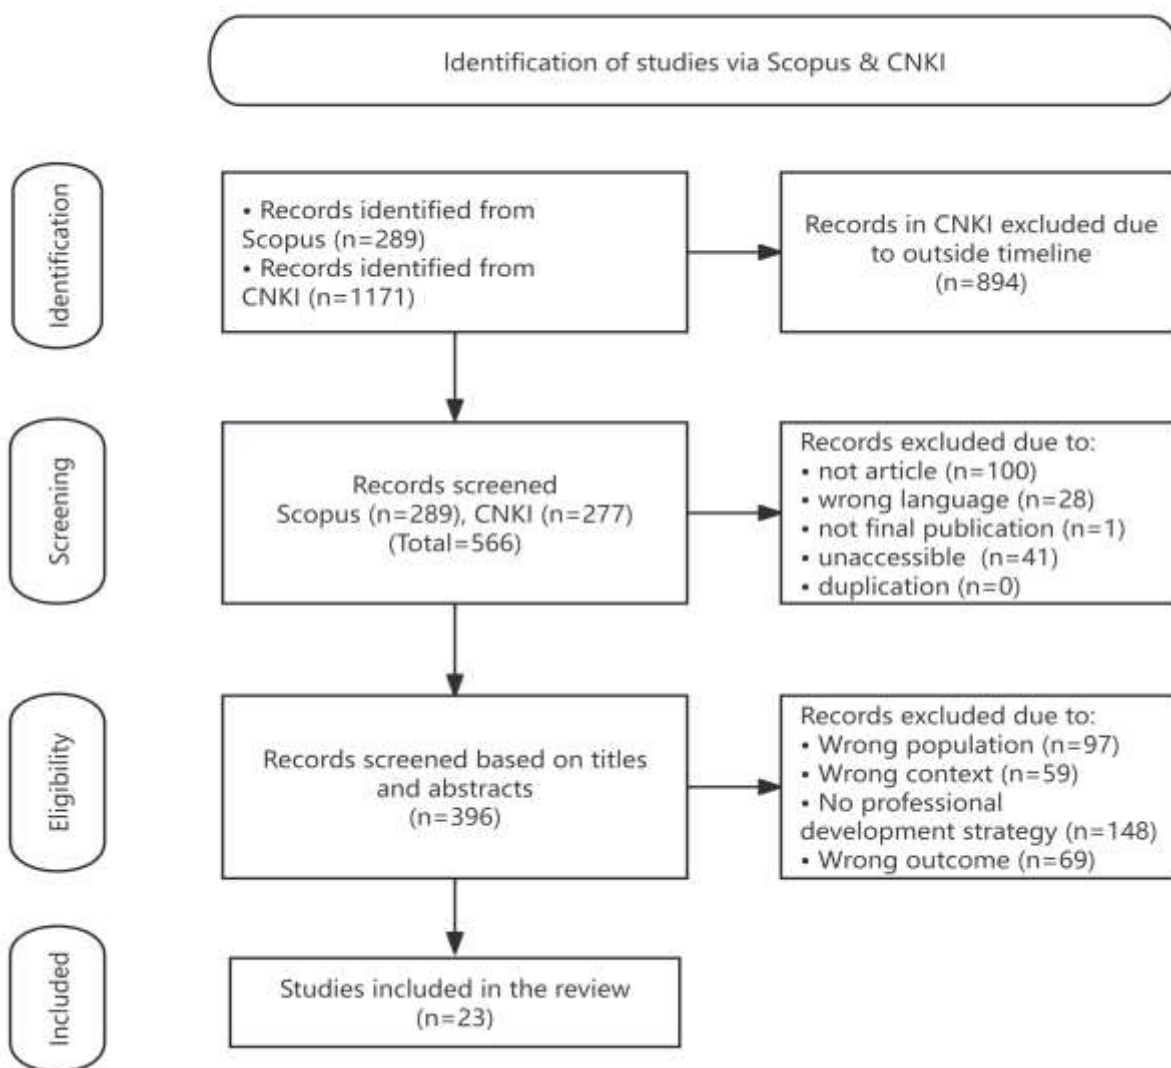 Identification of studies via Scopus & CNKI
Identification
• Records identified from
Scopus (n=289)
• Records identified from
CNKI (n=1171)
Records in CNKI excluded due
to outside timeline
(n=894)
Screening
Records screened
Scopus (n=289), CNKI (n=277)
(Total=566)
Records excluded due to:
• not article (n=100)
• wrong language (n=28)
• not final publication (n=1)
• unaccessible (n=41)
• duplication (n=0)
Eligibility
Records screened based on titles
and abstracts
(n=396)
Records excluded due to:
• Wrong population (n=97)
• Wrong context (n=59)
• No professional
development strategy (n=148)
• Wrong outcome (n=69)
Included
Studies included in the review
(n=23)